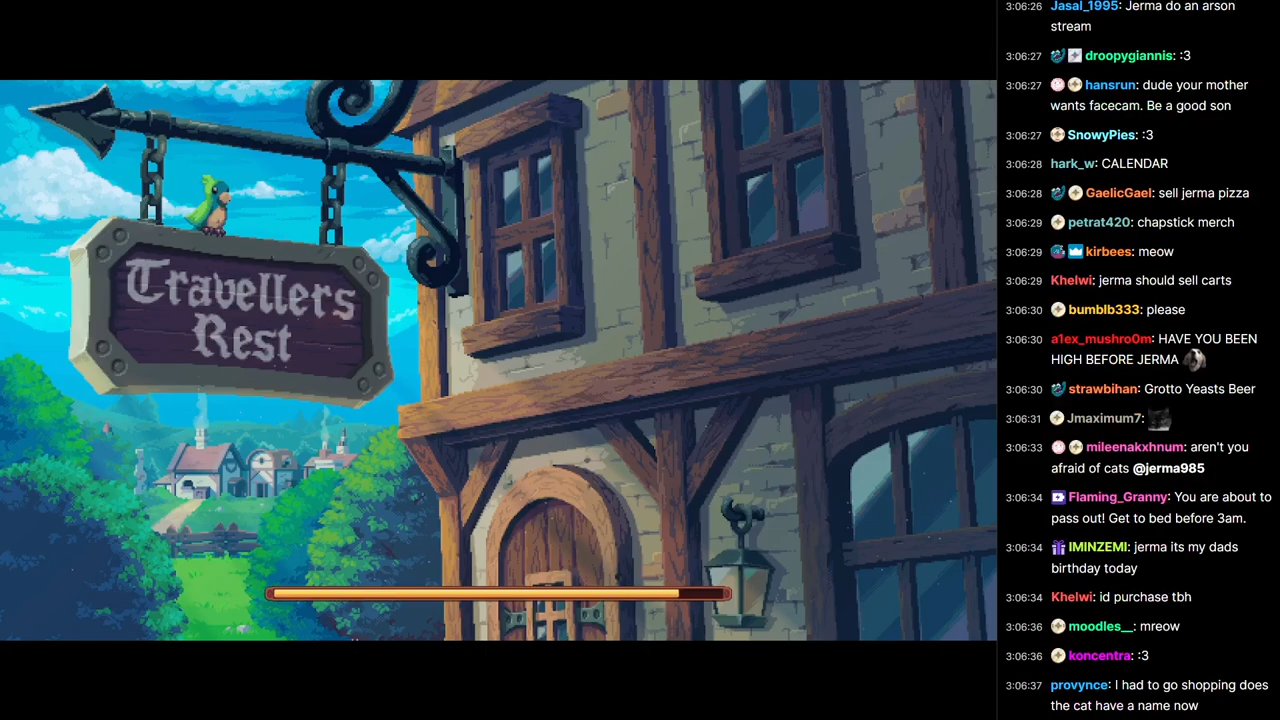 Travellers
Rest
3:06:26 Jasal_1995: Jerma do an arson
stream
3:06:27 droopygiannis: :3
3:06:27 hansrun: dude your mother
wants facecam. Be a good son
3:06:27 SnowyPies: :3
3:06:28 hark_w: CALENDAR
3:06:28 GaelicGael: sell jerma pizza
3:06:29 petrat420: chapstick merch
3:06:29 kirbees: meow
3:06:29 Khelwi: jerma should sell carts
3:06:30 bumblb333: please
3:06:30 a1ex_mushro0m: HAVE YOU BEEN
HIGH BEFORE JERMA
3:06:30 strawbihan: Grotto Yeasts Beer
3:06:31 Jmaximum7:
3:06:33 mileenakxhnum: aren't you
afraid of cats @jerma985
3:06:34 Flaming_Granny: You are about to
pass out! Get to bed before 3am.
3:06:34 IMINZEMI: jerma its my dads
birthday today
3:06:34 Khelwi: id purchase tbh
3:06:36 moodles__: mreow
3:06:36 koncentra: :3
3:06:37 provynce: I had to go shopping does
the cat have a name now